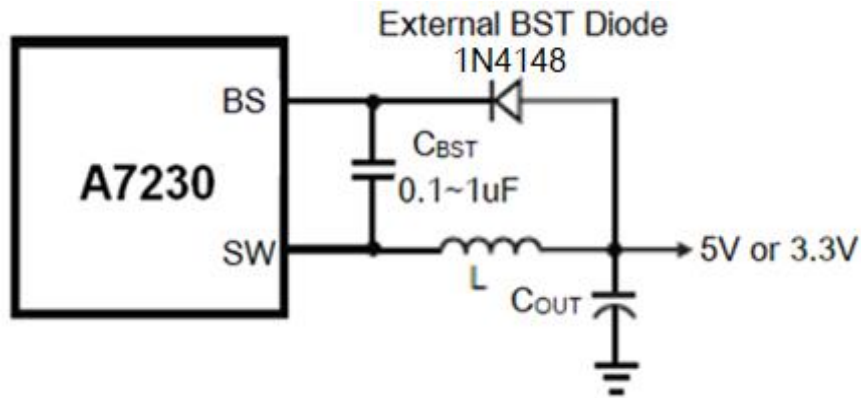 External BST Diode
1N4148
BS
A7230
CBST
0.1~1uF
SW
L
5V or 3.3V
COUT